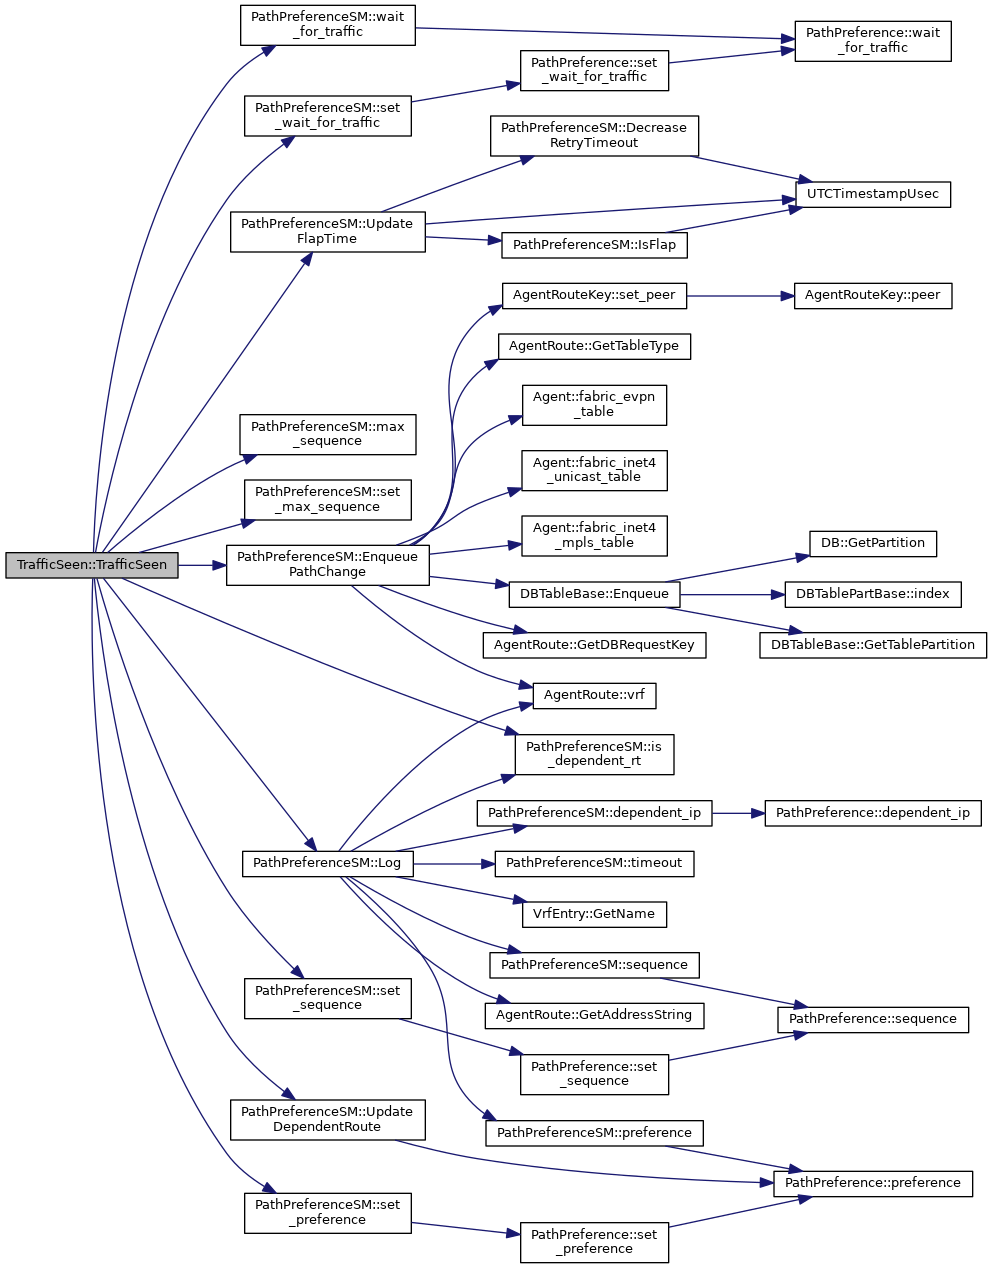 PathPreferenceSM::wait
_for_traffic
PathPreference::wait
_for_traffic
PathPreference::set
_wait_for_traffic
PathPreferenceSM::set
_wait_for_traffic
PathPreferenceSM::Decrease
RetryTimeout
UTCTimestampUsec
PathPreferenceSM::Update
FlapTime
PathPreferenceSM::IsFlap
AgentRouteKey::set_peer
AgentRouteKey::peer
AgentRoute::GetTableType
Agent::fabric_evpn
_table
PathPreferenceSM::max
_sequence
Agent::fabric_inet4
_unicast_table
PathPreferenceSM::set
_max_sequence
Agent::fabric_inet4
_mpls_table
DB::GetPartition
TrafficSeen::TrafficSeen
PathPreferenceSM::Enqueue
PathChange
DBTableBase::Enqueue
DBTablePartBase::index
AgentRoute::GetDBRequestKey
DBTableBase::GetTablePartition
AgentRoute::vrf
PathPreferenceSM::is
_dependent_rt
PathPreferenceSM::dependent_ip
PathPreference::dependent_ip
PathPreferenceSM::Log
PathPreferenceSM::timeout
VrfEntry::GetName
PathPreferenceSM::sequence
PathPreferenceSM::set
_sequence
AgentRoute::GetAddressString
PathPreference::sequence
PathPreference::set
_sequence
PathPreferenceSM::Update
DependentRoute
PathPreferenceSM::preference
PathPreference::preference
PathPreferenceSM::set
_preference
PathPreference::set
_preference